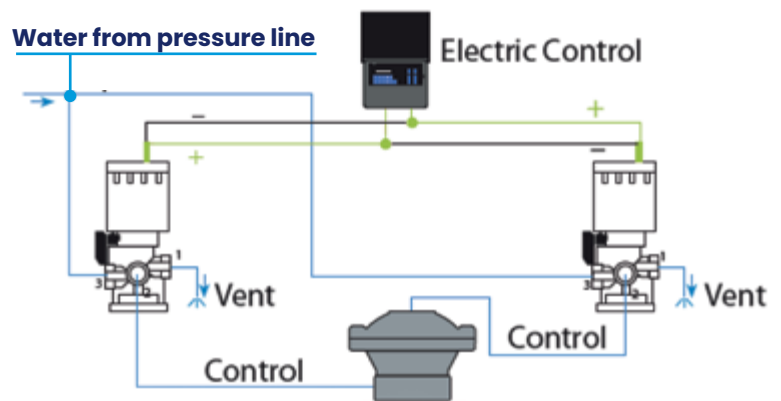 Water from pressure line
Electric Control
−
+
+
−
1
3
2
Vent
1
3
2
Vent
Control
Control